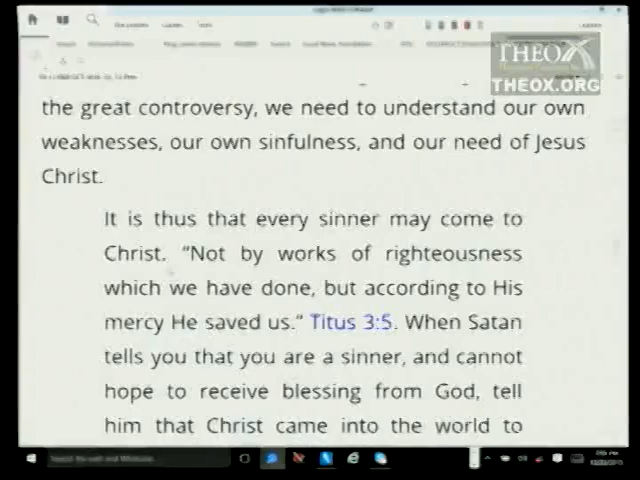 THEOX
THEOX.ORG
the great controversy, we need to understand our own
weaknesses, our own sinfulness, and our need of Jesus
Christ.
It is thus that every sinner may come to
Christ. “Not by works of righteousness
which we have done, but according to His
mercy He saved us.” Titus 3:5. When Satan
tells you that you are a sinner, and cannot
hope to receive blessing from God, tell
him that Christ came into the world to